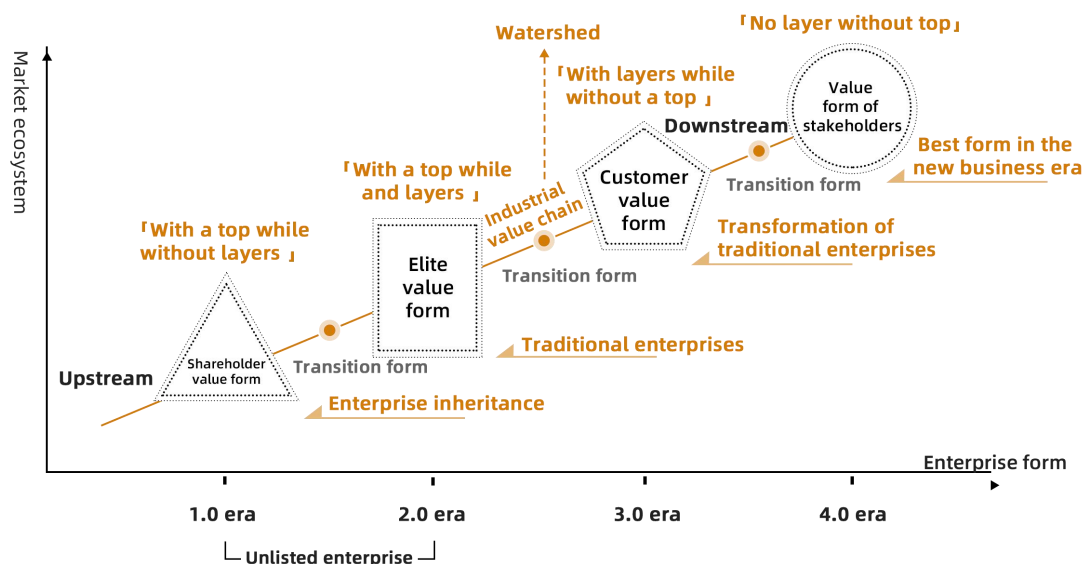 Market ecosystem
Watershed
「No layer without top」
「With layers while
without a top 」
Value
form of
stakeholders
Downstream
Best form in the
new business era
「With a top while
and layers 」
Industrial
value chain
Customer
value
form
Transition form
「With a top while
without layers 」
Transformation of
traditional enterprises
Elite
value
form
Transition form
Traditional enterprises
Shareholder
value form
Transition form
Upstream
Enterprise inheritance
Enterprise form
1.0 era
2.0 era
3.0 era
4.0 era
Unlisted enterprise